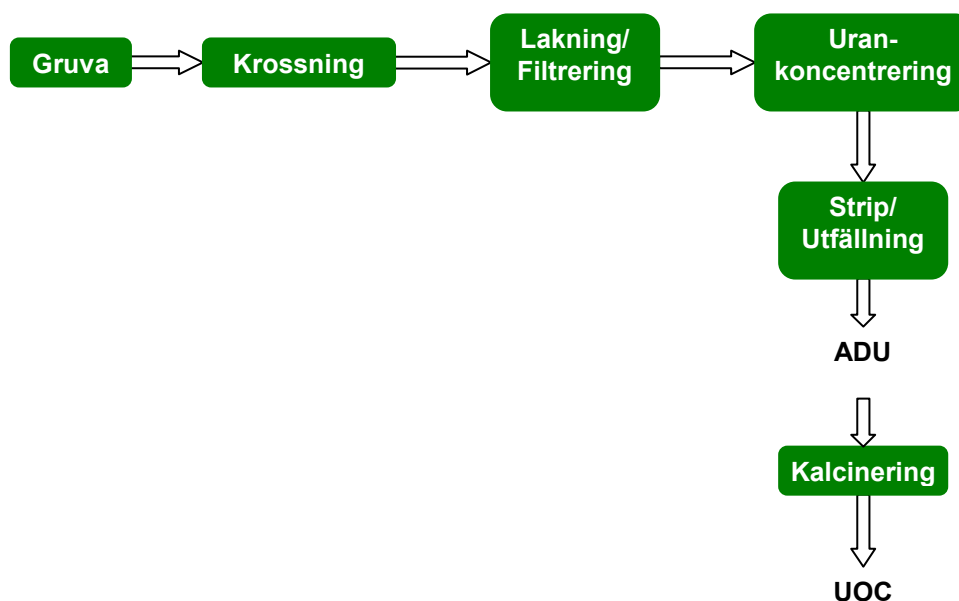 Gruva
Krossning
Lakning/
Filtrering
Uran-
koncentrering
Strip/
Utfällning
ADU
Kalcinering
UOC